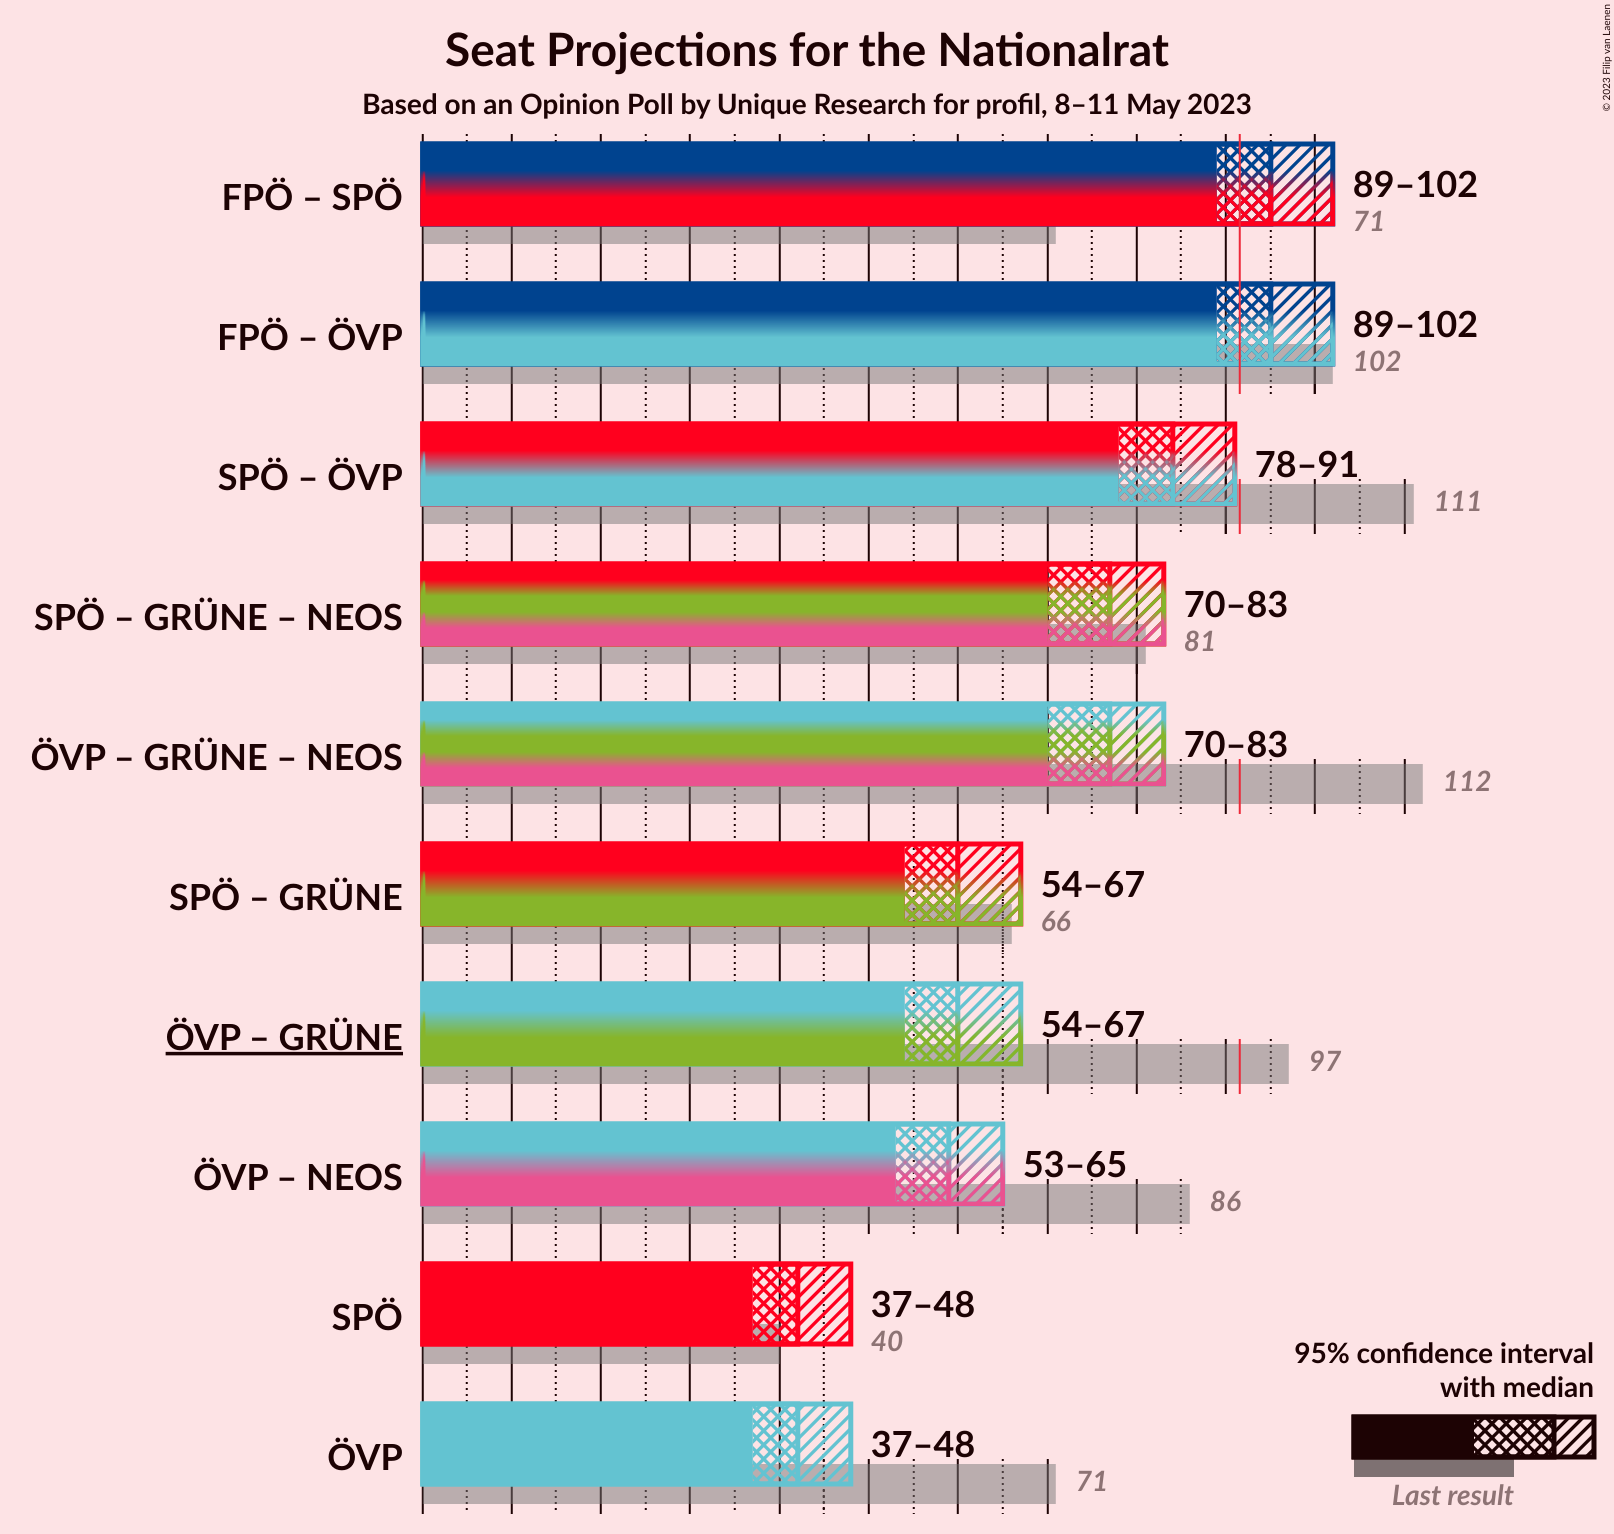 Seat Projections for the Nationalrat
Based on an Opinion Poll by Unique Research for profil, 8–11 May 2023
© 2023 Filip van Laenen
FPÖ – SPÖ
89–102
71
FPÖ – ÖVP
89–102
102
SPÖ – ÖVP
78–91
111
SPÖ – GRÜNE – NEOS
70–83
81
ÖVP – GRÜNE – NEOS
70–83
112
SPÖ – GRÜNE
54–67
66
ÖVP – GRÜNE
54–67
97
ÖVP – NEOS
53–65
86
SPÖ
37–48
40
ÖVP
37–48
71
95% confidence interval
with median
Last result